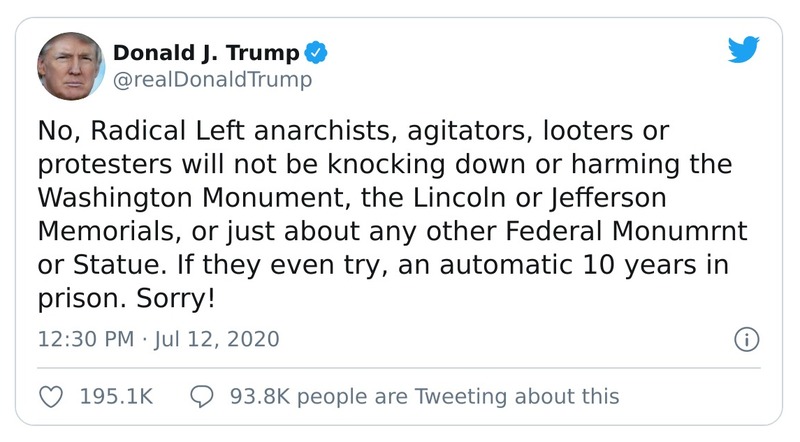 Donald J. Trump
@realDonaldTrump
No, Radical Left anarchists, agitators, looters or
protesters will not be knocking down or harming the
Washington Monument, the Lincoln or Jefferson
Memorials, or just about any other Federal Monumrnt
or Statue. If they even try, an automatic 10 years in
prison. Sorry!
12:30 PM · Jul 12, 2020
195.1K 93.8K people are Tweeting about this